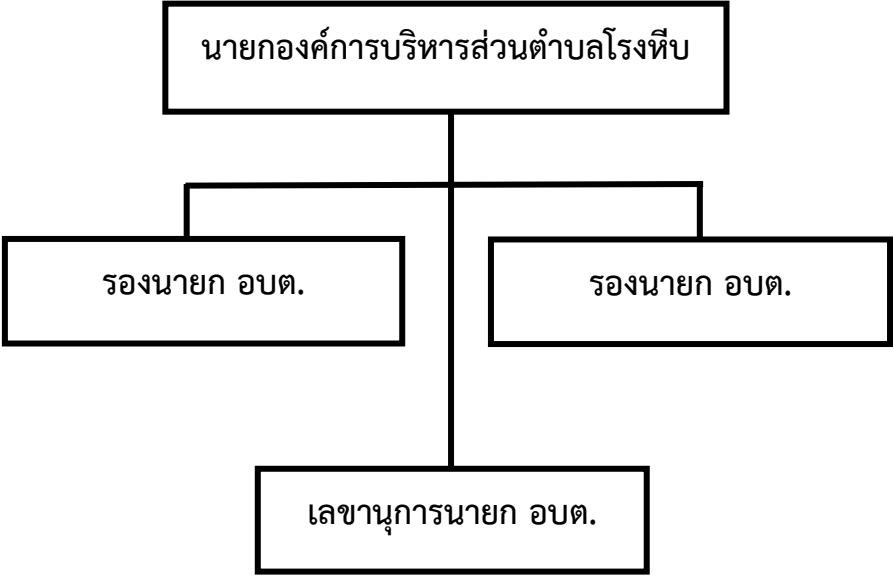 นายกองค์การบริหารส่วนตำบลโรงหีบ
รองนายก อบต.
รองนายก อบต.
เลขานุการนายก อบต.